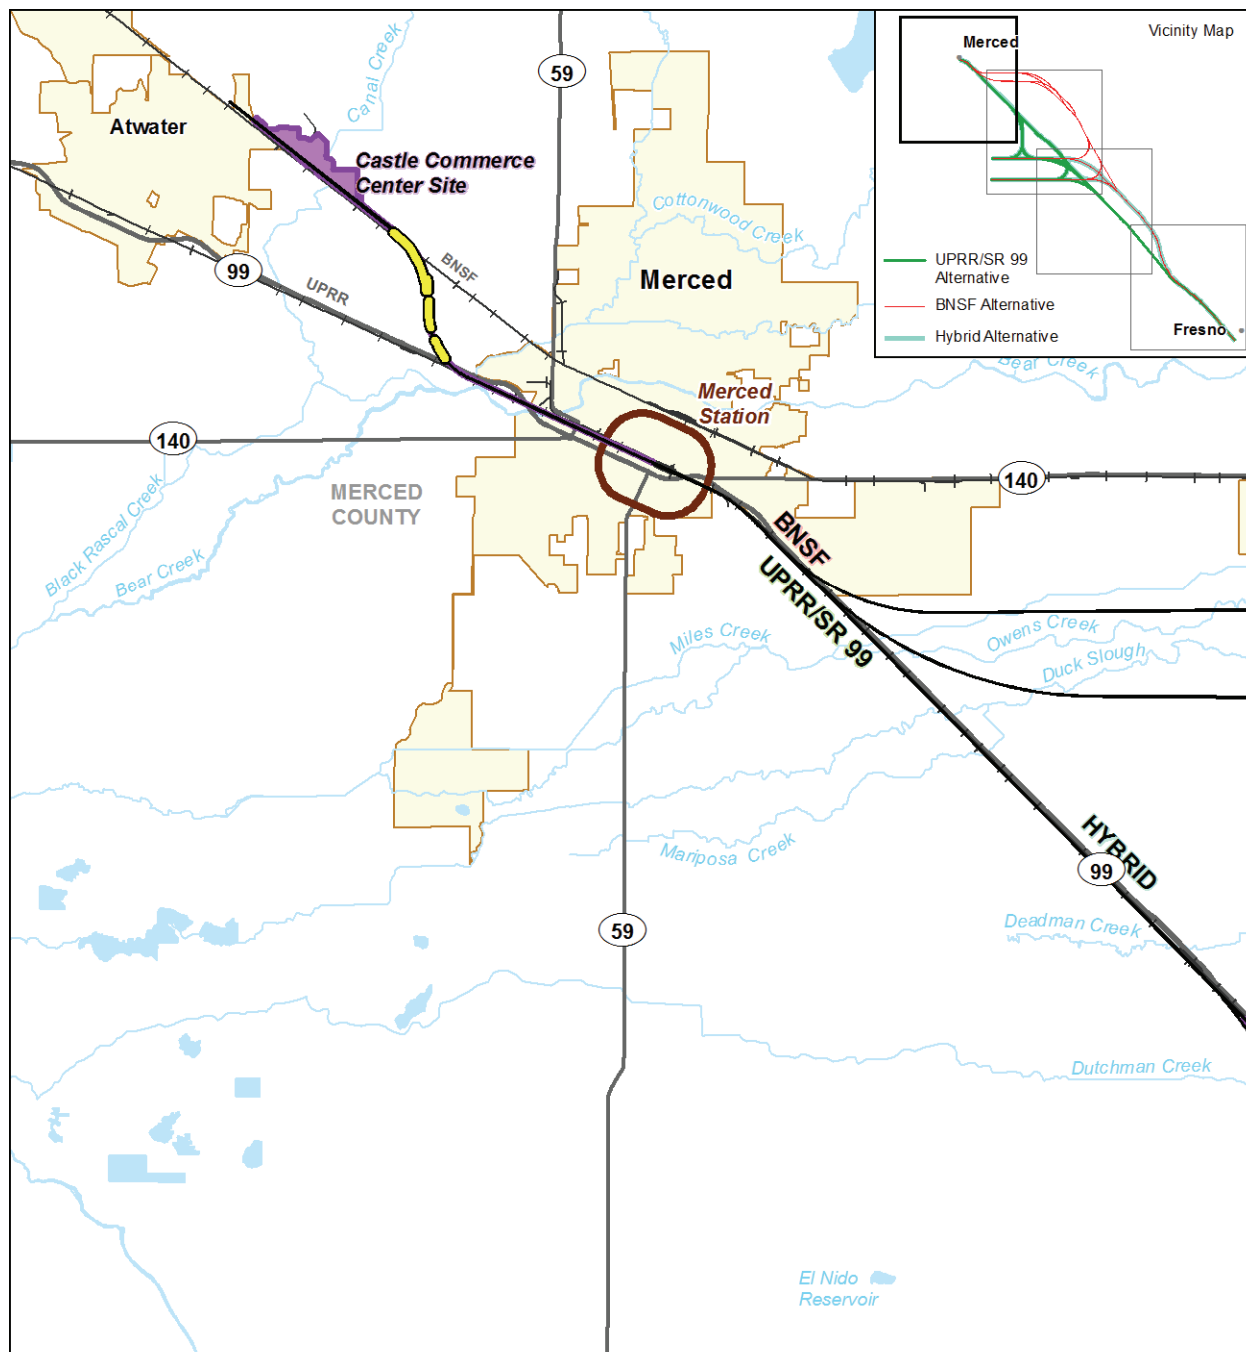 Vicinity Map
Merced
UPRR/SR 99
Alternative
BNSF Alternative
Hybrid Alternative
Fresno
59
Canal Creek
Atwater
Castle Commerce
Center Site
Cottonwood Creek
99
UPRR
BNSF
Merced
Bear Creek
Merced
Station
140
MERCED
COUNTY
140
Black Rascal Creek
Bear Creek
BNSF
UPRR/SR 99
Miles Creek
Owens Creek
Duck Slough
Mariposa Creek
HYBRID
99
59
Deadman Creek
Dutchman Creek
El Nido
Reservoir